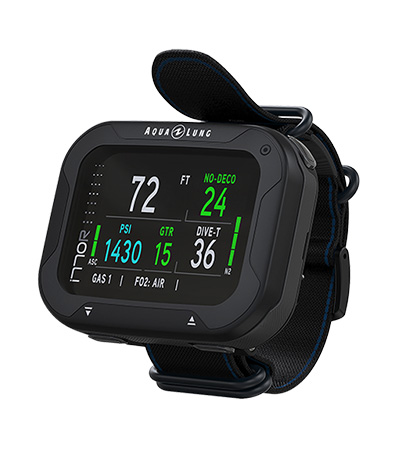 AQUA LUNG
72 FT NO-DECO 24
PSI 1430 GTR 15 DIVE-T 36
ASC N2
GAS 1 FO2: AIR
i770R